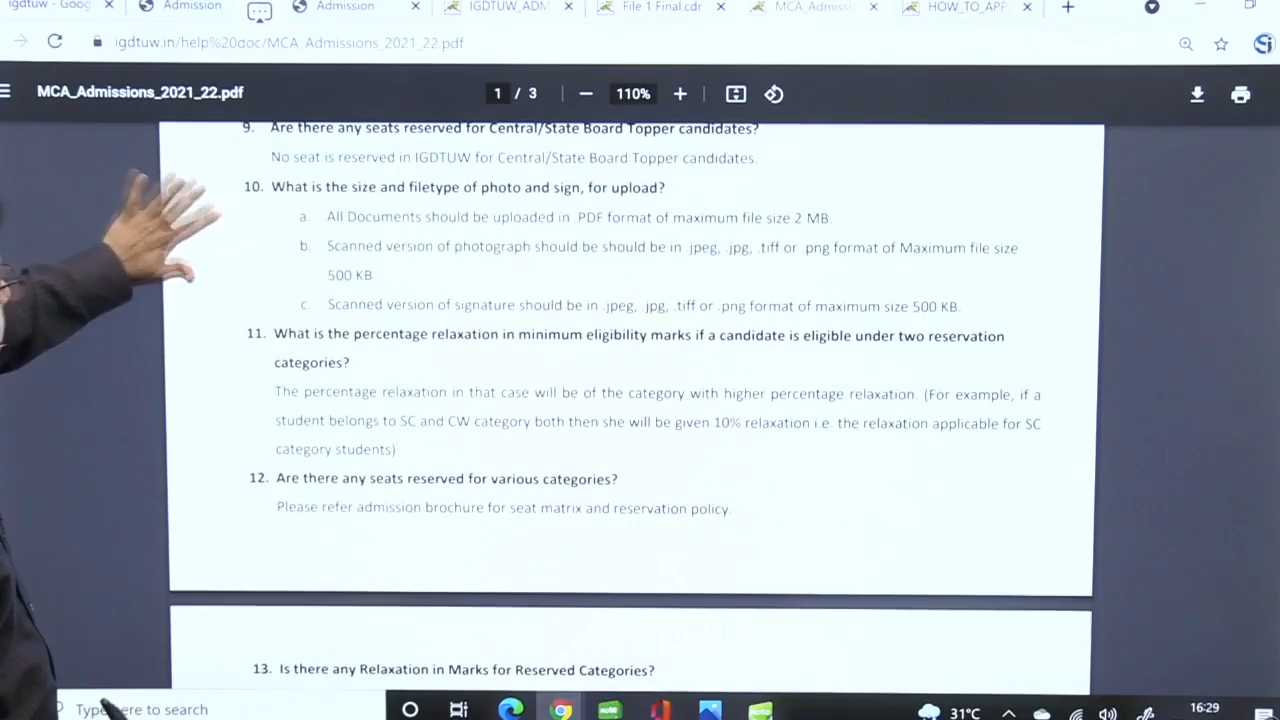 igdtuw - Goog
Admission
Admission
IGDTUW_ADM
File 1 Final.cdr
MCA_Admissi
HOW_TO_APP
igdtuw.in/help%20doc/MCA_Admissions_2021_22.pdf
MCA_Admissions_2021_22.pdf
1 / 3
110%
9. Are there any seats reserved for Central/State Board Topper candidates?
No seat is reserved in IGDTUW for Central/State Board Topper candidates.
10. What is the size and filetype of photo and sign, for upload?
a. All Documents should be uploaded in .PDF format of maximum file size 2 MB.
b. Scanned version of photograph should be should be in .jpeg, .jpg, .tiff or .png format of Maximum file size
500 KB
c. Scanned version of signature should be in .jpeg, .jpg, .tiff or .png format of maximum size 500 KB.
11. What is the percentage relaxation in minimum eligibility marks if a candidate is eligible under two reservation
categories?
The percentage relaxation in that case will be of the category with higher percentage relaxation. (For example, if a
student belongs to SC and CW category both then she will be given 10% relaxation i.e. the relaxation applicable for SC
category students)
12. Are there any seats reserved for various categories?
Please refer admission brochure for seat matrix and reservation policy.
13. Is there any Relaxation in Marks for Reserved Categories?
Type here to search
31°C
16:29